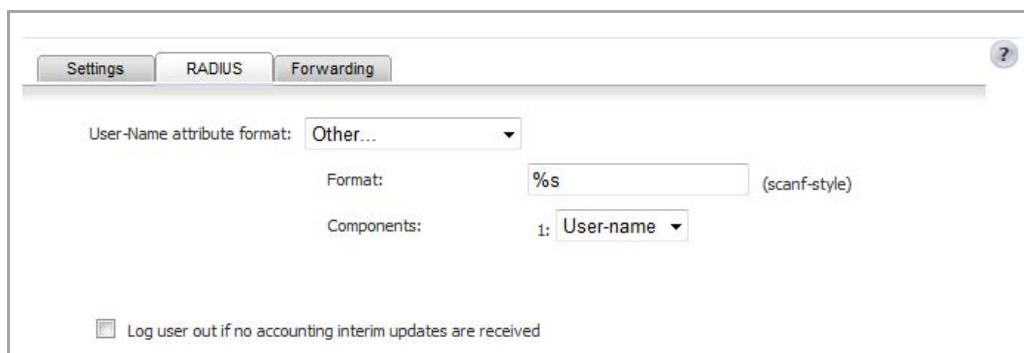 Settings RADIUS Forwarding ?
User-Name attribute format: Other...
Format: %s (scanf-style)
Components: 1: User-name
Log user out if no accounting interim updates are received